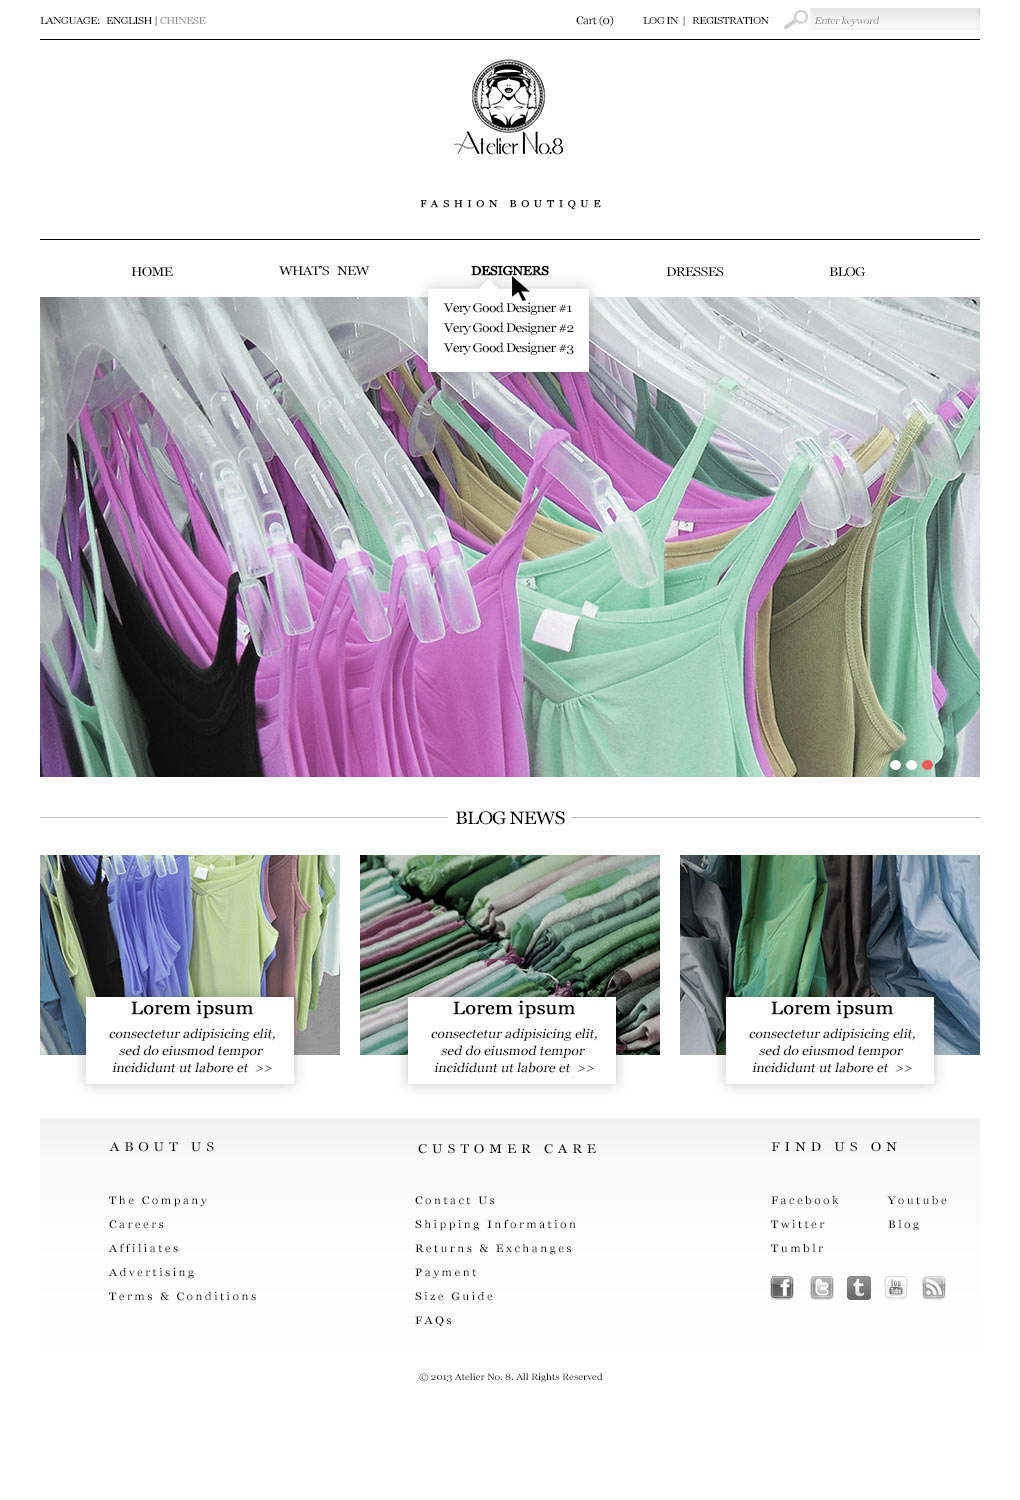 LANGUAGE: ENGLISH | CHINESE
Cart (0)
LOG IN | REGISTRATION
Enter keyword
Atelier No.8
FASHION BOUTIQUE
HOME
WHAT'S NEW
DESIGNERS
DRESSES
BLOG
Very Good Designer #1
Very Good Designer #2
Very Good Designer #3
S
S
BLOG NEWS
Lorem ipsum
consectetur adipisicing elit,
sed do eiusmod tempor
incididunt ut labore et >>
Lorem ipsum
consectetur adipisicing elit,
sed do eiusmod tempor
incididunt ut labore et >>
Lorem ipsum
consectetur adipisicing elit,
sed do eiusmod tempor
incididunt ut labore et >>
ABOUT US
The Company
Careers
Affiliates
Advertising
Terms & Conditions
CUSTOMER CARE
Contact Us
Shipping Information
Returns & Exchanges
Payment
Size Guide
FAQs
FIND US ON
Facebook
Twitter
Tumblr
Youtube
Blog
f
t
t
You
Tube
© 2013 Atelier No. 8. All Rights Reserved